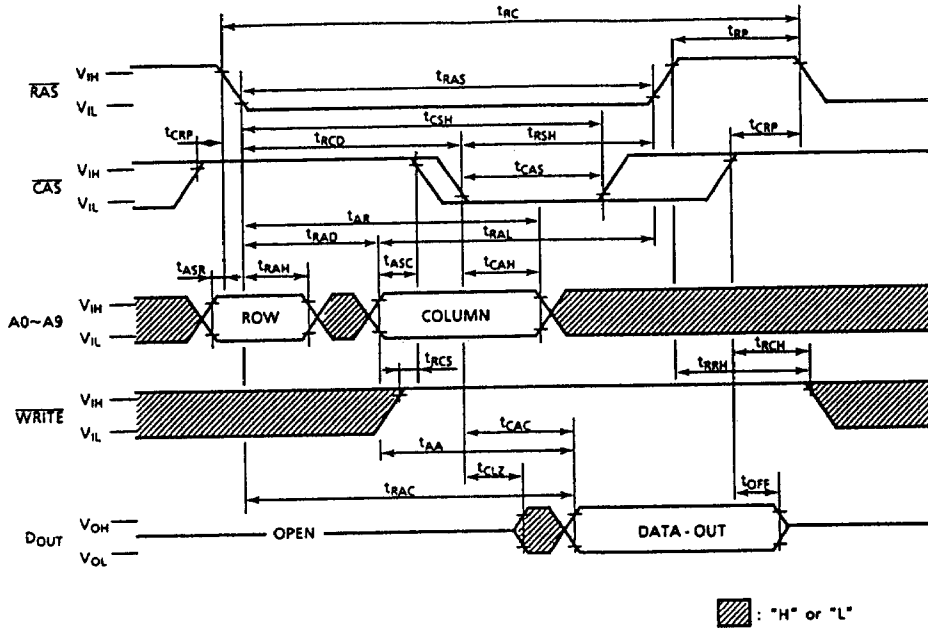 tRC
tRP
RAS
VIH
VIL
tRAS
tCSH
tCRP
tRCD
tRSH
tCRP
CAS
VIH
VIL
tCAS
tAR
tRAD
tRAL
tASR
tRAH
tASC
tCAH
A0~A9
VIH
VIL
ROW
COLUMN
tRCS
tRCH
tRRH
WRITE
VIH
VIL
tCAC
tAA
tCLZ
tRAC
tOFF
DOUT
VOH
VOL
OPEN
DATA - OUT
: "H" or "L"